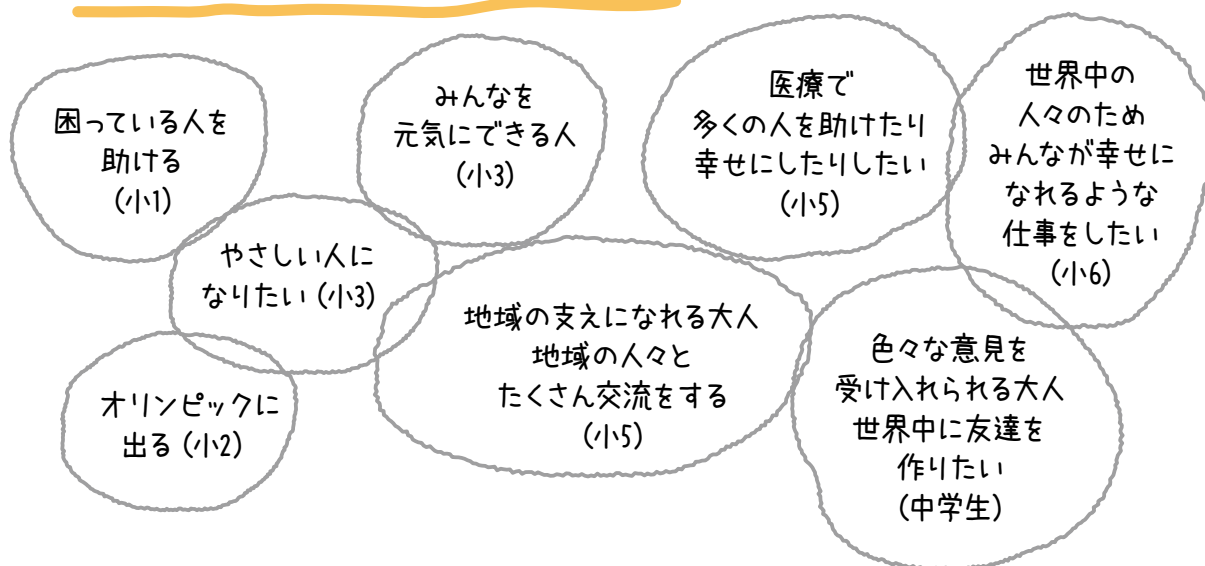 困っている人を
助ける
(小1)
みんなを
元気にできる人
(小3)
医療で
多くの人を助けたり
幸せにしたりしたい
(小5)
世界中の
人々のため
みんなが幸せに
なれるような
仕事をしたい
(小6)
やさしい人に
なりたい(小3)
地域の支えになれる大人
地域の人々と
たくさん交流をする
(小5)
オリンピックに
出る(小2)
色々な意見を
受け入れられる大人
世界中に友達を
作りたい
(中学生)